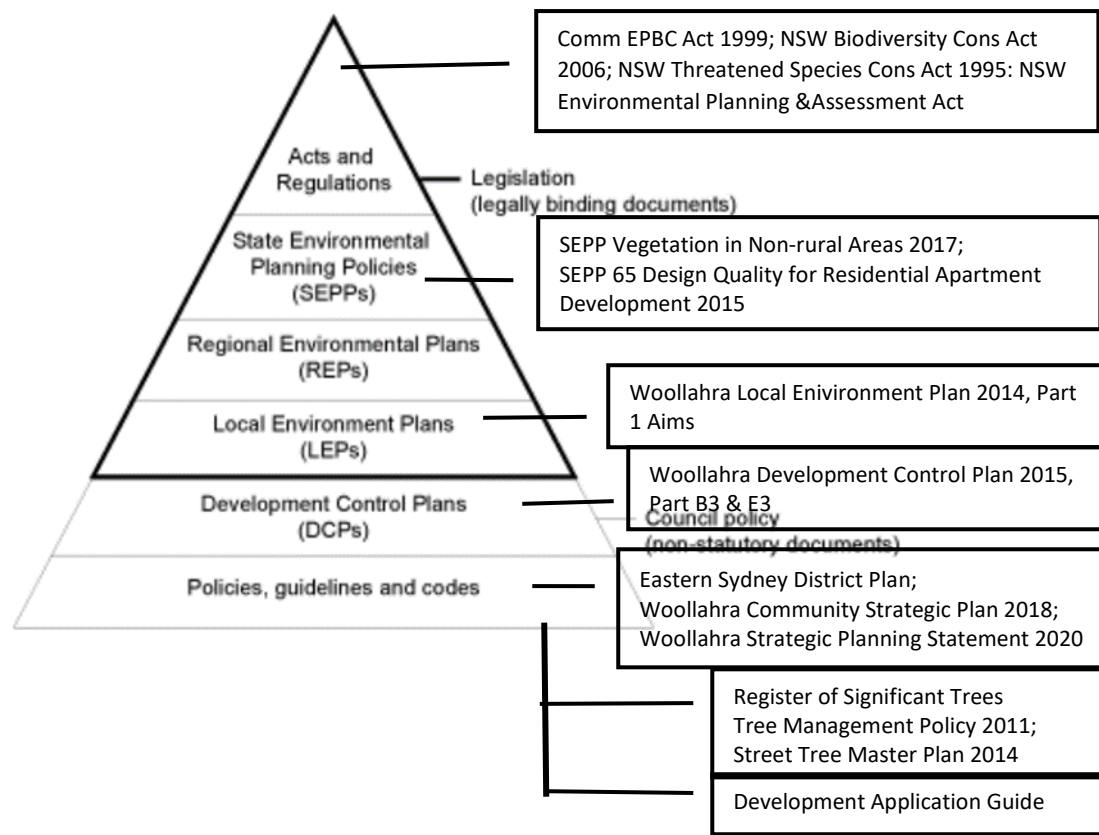 Comm EPBC Act 1999; NSW Biodiversity Cons Act
2006; NSW Threatened Species Cons Act 1995: NSW
Environmental Planning &Assessment Act
Acts and
Regulations
Legislation
(legally binding documents)
State Environmental
Planning Policies
(SEPPs)
SEPP Vegetation in Non-rural Areas 2017;
SEPP 65 Design Quality for Residential Apartment
Development 2015
Regional Environmental Plans
(REPs)
Woollahra Local Enivironment Plan 2014, Part
1 Aims
Local Environment Plans
(LEPs)
Woollahra Development Control Plan 2015,
Part B3 & E3
Development Control Plans
(DCPs)
Council policy
(non-statutory documents)
Policies, guidelines and codes
Eastern Sydney District Plan;
Woollahra Community Strategic Plan 2018;
Woollahra Strategic Planning Statement 2020
Register of Significant Trees
Tree Management Policy 2011;
Street Tree Master Plan 2014
Development Application Guide